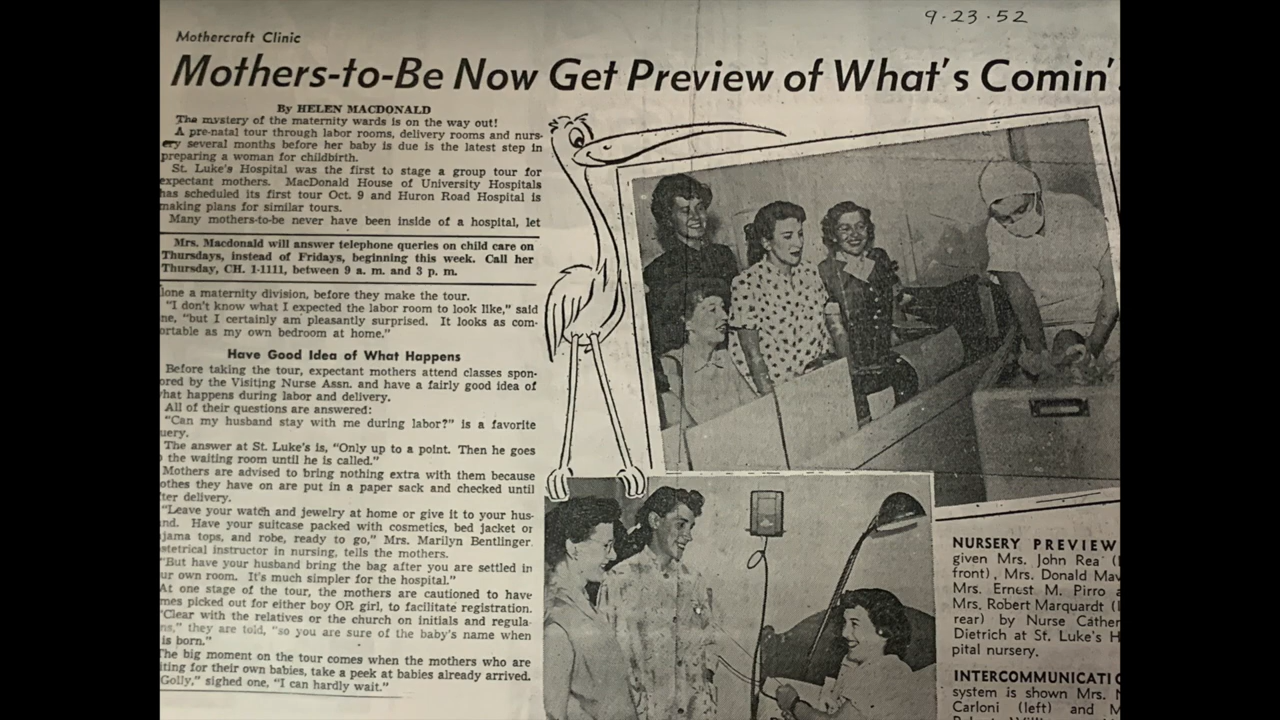 9-23-52
Mothercraft Clinic
Mothers-to-Be Now Get Preview of What's Comin'
By HELEN MACDONALD
The mystery of the maternity wards is on the way out!
A pre-natal tour through labor rooms, delivery rooms and nurs-
ery several months before her baby is due is the latest step in
preparing a woman for childbirth.
St. Luke's Hospital was the first to stage a group tour for
expectant mothers. MacDonald House of University Hospitals
has scheduled its first tour Oct. 9 and Huron Road Hospital is
making plans for similar tours.
Many mothers-to-be never have been inside of a hospital, let
Mrs. Macdonald will answer telephone queries on child care on
Thursdays, instead of Fridays, beginning this week. Call her
Thursday, CH. 1-1111, between 9 a. m. and 3 p. m.
lone a maternity division, before they make the tour.
"I don't know what I expected the labor room to look like," said
ne, "but I certainly am pleasantly surprised. It looks as com-
ortable as my own bedroom at home."
Have Good Idea of What Happens
Before taking the tour, expectant mothers attend classes spon-
ored by the Visiting Nurse Assn. and have a fairly good idea of
hat happens during labor and delivery.
All of their questions are answered:
"Can my husband stay with me during labor?" is a favorite
uery.
The answer at St. Luke's is, "Only up to a point. Then he goes
the waiting room until he is called."
Mothers are advised to bring nothing extra with them because
othes they have on are put in a paper sack and checked until
ter delivery.
"Leave your watch and jewelry at home or give it to your hus-
nd. Have your suitcase packed with cosmetics, bed jacket or
jama tops, and robe, ready to go," Mrs. Marilyn Bentlinger
stetrical instructor in nursing, tells the mothers.
"But have your husband bring the bag after you are settled in
ur own room. It's much simpler for the hospital."
At one stage of the tour, the mothers are cautioned to have
mes picked out for either boy OR girl, to facilitate registration.
"Clear with the relatives or the church on initials and regula-
ns," they are told, "so you are sure of the baby's name when
is born."
The big moment on the tour comes when the mothers who are
iting for their own babies, take a peek at babies already arrived.
Golly," sighed one, "I can hardly wait."
NURSERY PREVIEW
given Mrs. John Rea (l
front), Mrs. Donald Mav
Mrs. Ernest M. Pirro a
Mrs. Robert Marquardt (l
rear) by Nurse Cather
Dietrich at St. Luke's H
pital nursery.
INTERCOMMUNICATIO
system is shown Mrs. N
Carloni (left) and M